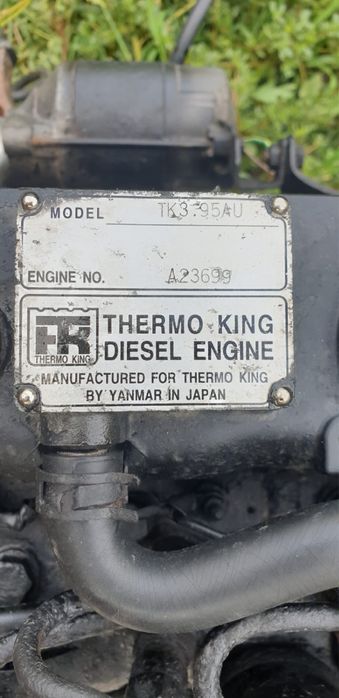 MODEL TK3.95AU
ENGINE NO. A23699
TK
THERMO KING
THERMO KING
DIESEL ENGINE
MANUFACTURED FOR THERMO KING
BY YANMAR IN JAPAN